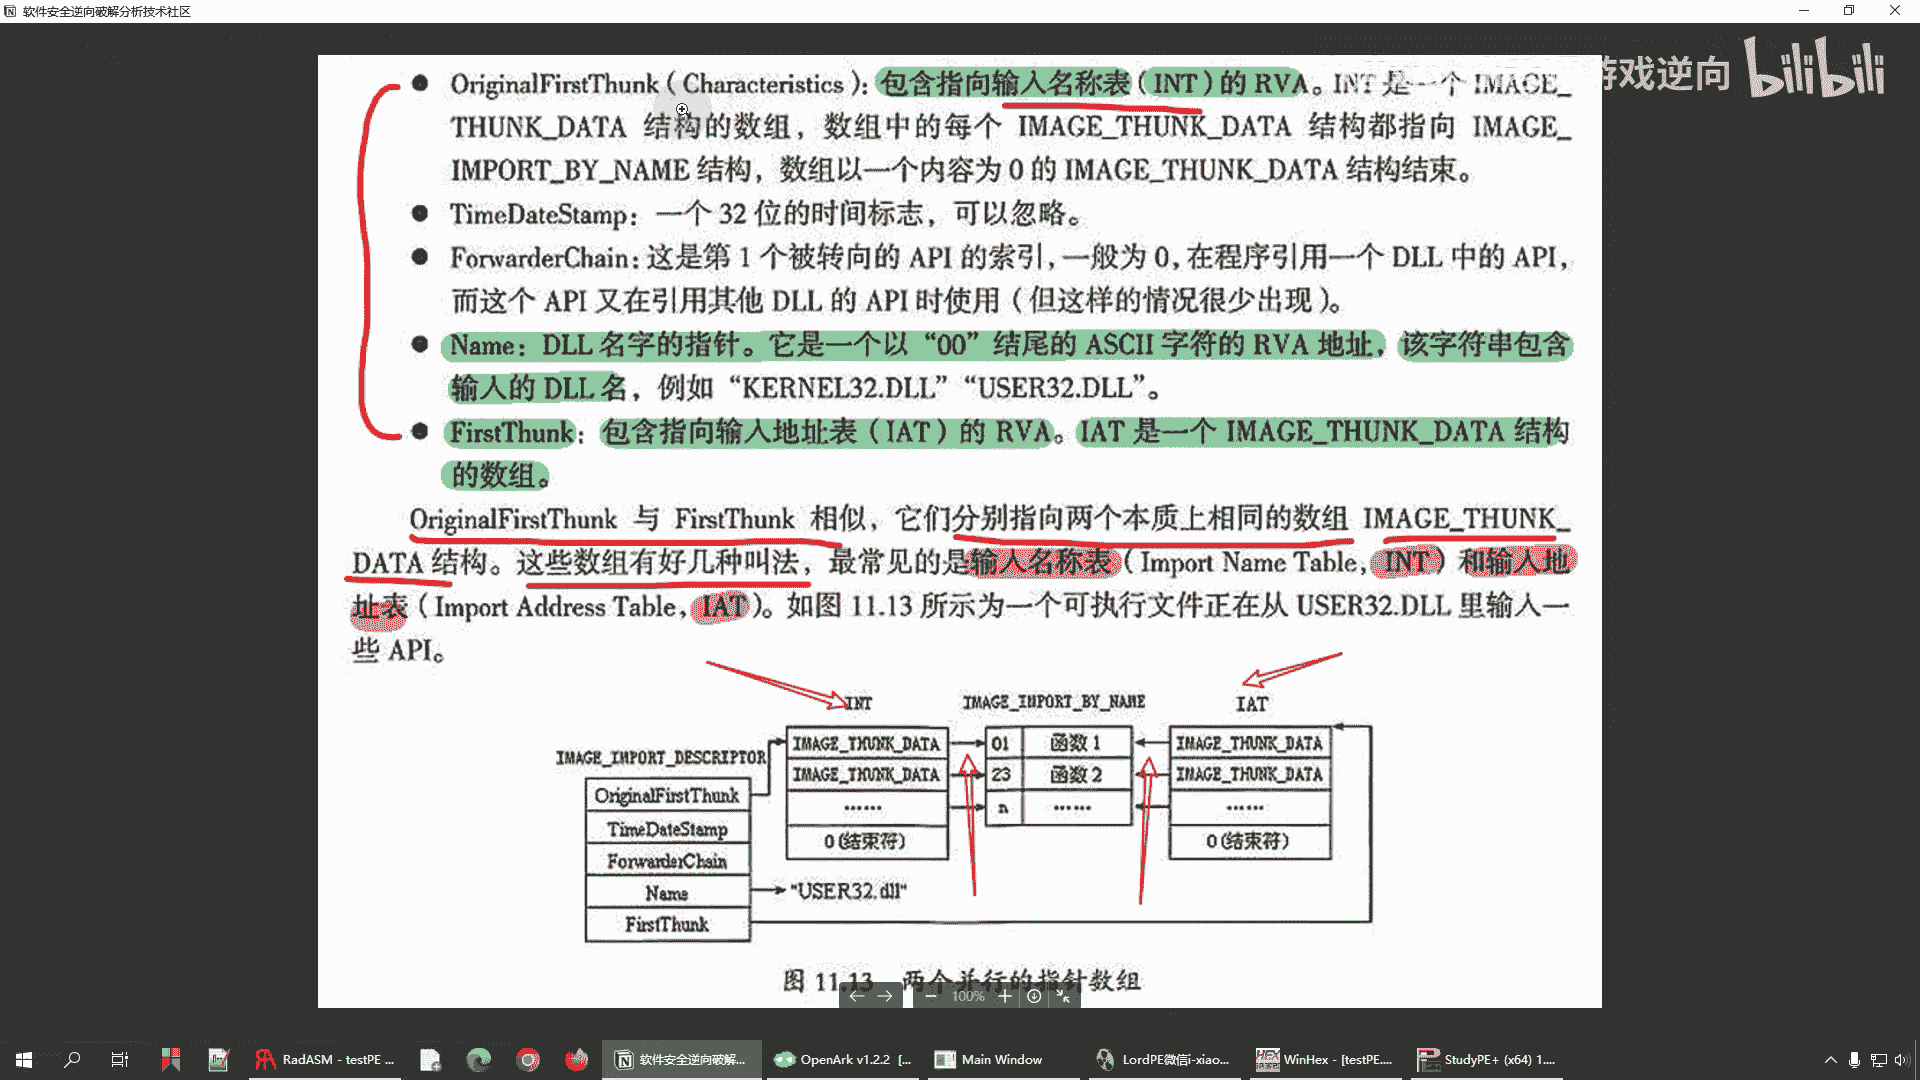 软件安全逆向破解分析技术社区
游戏逆向 bilibili
OriginalFirstThunk（Characteristics）：包含指向输入名称表（INT）的 RVA。INT 是一个 IMAGE_
THUNK_DATA 结构的数组，数组中的每个 IMAGE_THUNK_DATA 结构都指向 IMAGE_
IMPORT_BY_NAME 结构，数组以一个内容为 0 的 IMAGE_THUNK_DATA 结构结束。
TimeDateStamp：一个 32 位的时间标志，可以忽略。
ForwarderChain：这是第 1 个被转向的 API 的索引，一般为 0，在程序引用一个 DLL 中的 API，
而这个 API 又在引用其他 DLL 的 API 时使用（但这样的情况很少出现）。
Name：DLL 名字的指针。它是一个以“00”结尾的 ASCII 字符的 RVA 地址，该字符串包含
输入的 DLL 名，例如“KERNEL32.DLL”“USER32.DLL”。
FirstThunk：包含指向输入地址表（IAT）的 RVA。IAT 是一个 IMAGE_THUNK_DATA 结构
的数组。
OriginalFirstThunk 与 FirstThunk 相似，它们分别指向两个本质上相同的数组 IMAGE_THUNK_
DATA 结构。这些数组有好几种叫法，最常见的是输入名称表（Import Name Table，INT）和输入地
址表（Import Address Table，IAT）。如图 11.13 所示为一个可执行文件正在从 USER32.DLL 里输入一
些 API。
INT IMAGE_IMPORT_BY_NAME IAT
IMAGE_IMPORT_DESCRIPTOR
IMAGE_THUNK_DATA 01 函数 1 IMAGE_THUNK_DATA
IMAGE_THUNK_DATA 23 函数 2 IMAGE_THUNK_DATA
…… n …… ……
0(结束符) 0(结束符)
OriginalFirstThunk
TimeDateStamp
ForwarderChain
Name "USER32.dll"
FirstThunk
图 11.13 两个并行的指针数组
100%
RadASM - testPE ...
软件安全逆向破解...
OpenArk v1.2.2 [...
Main Window
LordPE微信i-xiao...
WinHex - [testPE....
StudyPE+ (x64) 1....